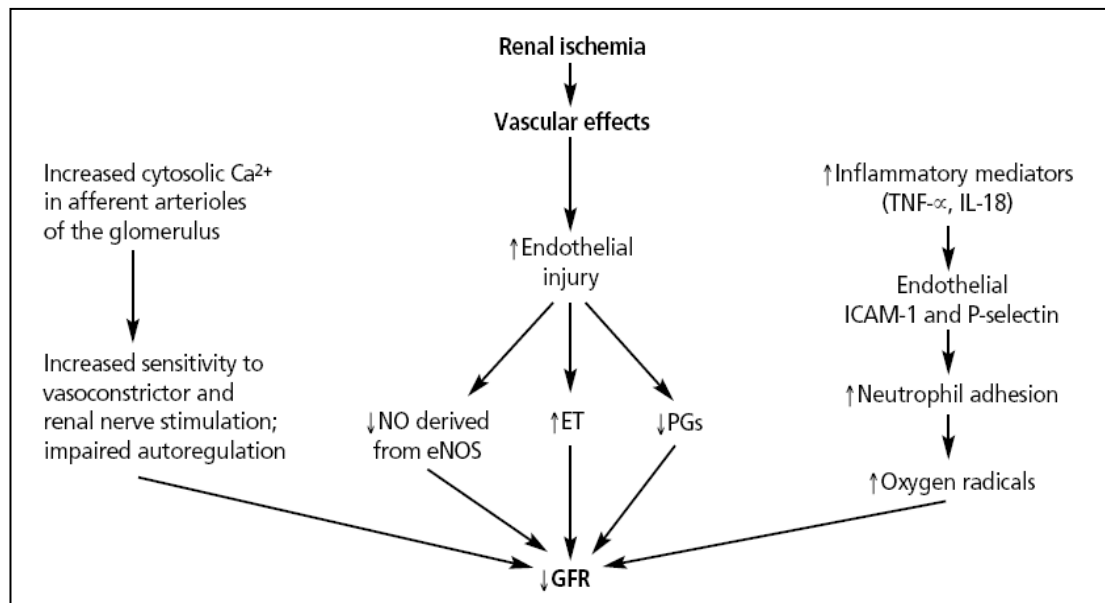 Renal ischemia
Vascular effects
Increased cytosolic Ca²⁺
in afferent arterioles
of the glomerulus
Increased sensitivity to
vasoconstrictor and
renal nerve stimulation;
impaired autoregulation
↑Endothelial
injury
↓NO derived
from eNOS
↑ET
↓PGs
↑Inflammatory mediators
(TNF-∝, IL-18)
Endothelial
ICAM-1 and P-selectin
↑Neutrophil adhesion
↑Oxygen radicals
↓GFR